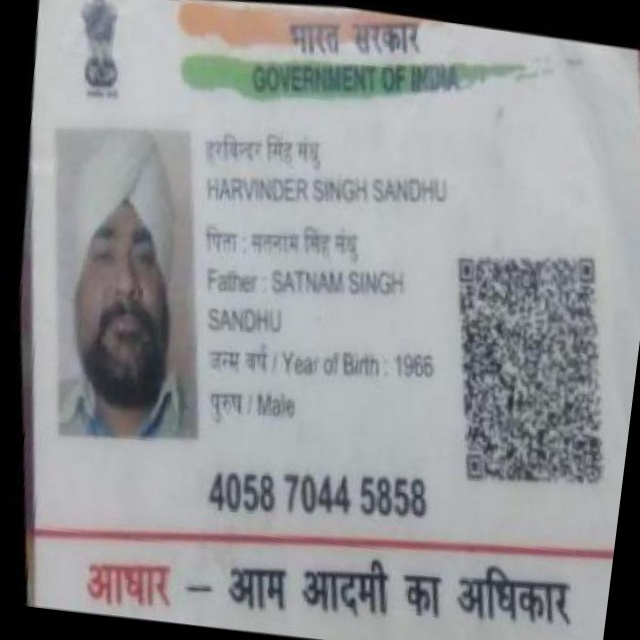 भारत सरकार
GOVERNMENT OF INDIA
हरविन्दर सिंह संधु
HARVINDER SINGH SANDHU
पिता : सतनाम सिंह संधु
Father : SATNAM SINGH
SANDHU
जन्म वर्ष / Year of Birth : 1966
पुरुष / Male
4058 7044 5858
आधार – आम आदमी का अधिकार